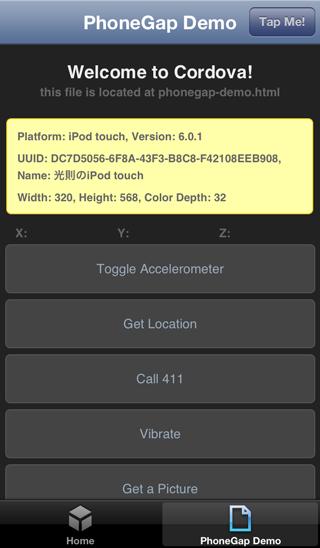 PhoneGap Demo
Tap Me!
Welcome to Cordova!
this file is located at phonegap-demo.html
Platform: iPod touch, Version: 6.0.1
UUID: DC7D5056-6F8A-43F3-B8C8-F42108EEB908,
Name: 光則のiPod touch
Width: 320, Height: 568, Color Depth: 32
X: Y: Z:
Toggle Accelerometer
Get Location
Call 411
Vibrate
Get a Picture
Home
PhoneGap Demo